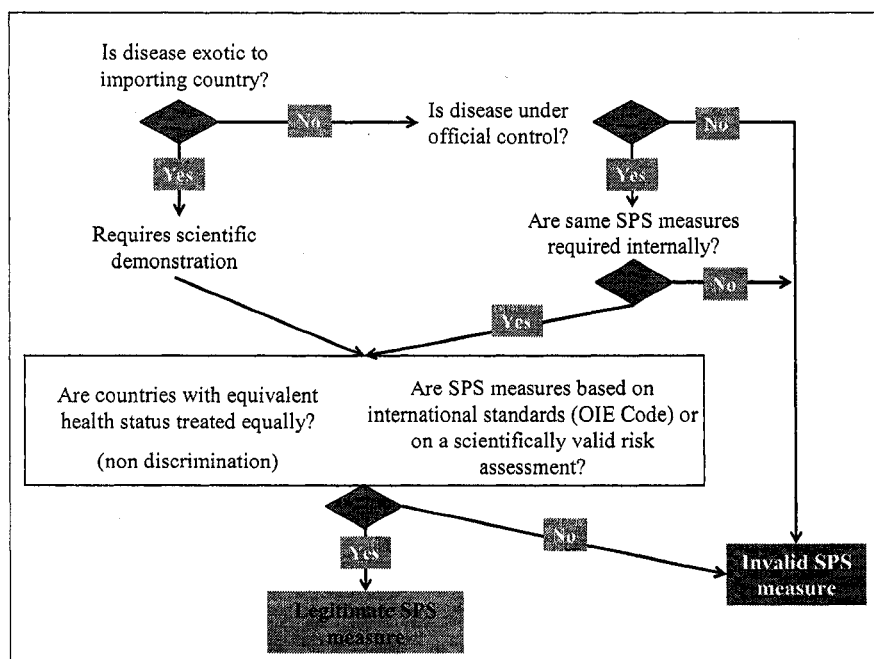 Is disease exotic to
importing country?
No
Is disease under
official control?
No
Yes
Yes
Requires scientific
demonstration
Are same SPS measures
required internally?
No
Yes
Are countries with equivalent
health status treated equally?
(non discrimination)
Are SPS measures based on
international standards (OIE Code) or
on a scientifically valid risk
assessment?
Yes
No
Legitimate SPS
measure
Invalid SPS
measure